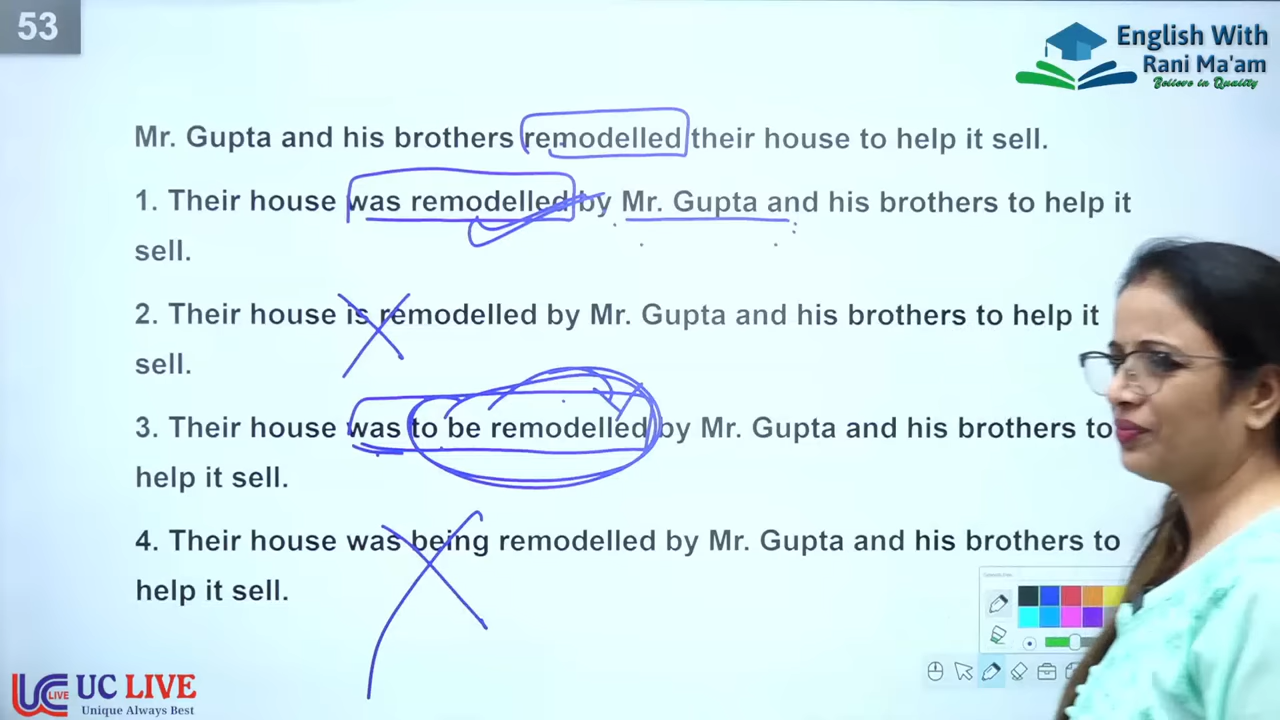 53
English With
Rani Ma'am
Believe in Quality
Mr. Gupta and his brothers remodelled their house to help it sell.
1. Their house was remodelled by Mr. Gupta and his brothers to help it
sell.
2. Their house is remodelled by Mr. Gupta and his brothers to help it
sell.
3. Their house was to be remodelled by Mr. Gupta and his brothers to
help it sell.
4. Their house was being remodelled by Mr. Gupta and his brothers to
help it sell.
UC LIVE
LIVE
Unique Always Best